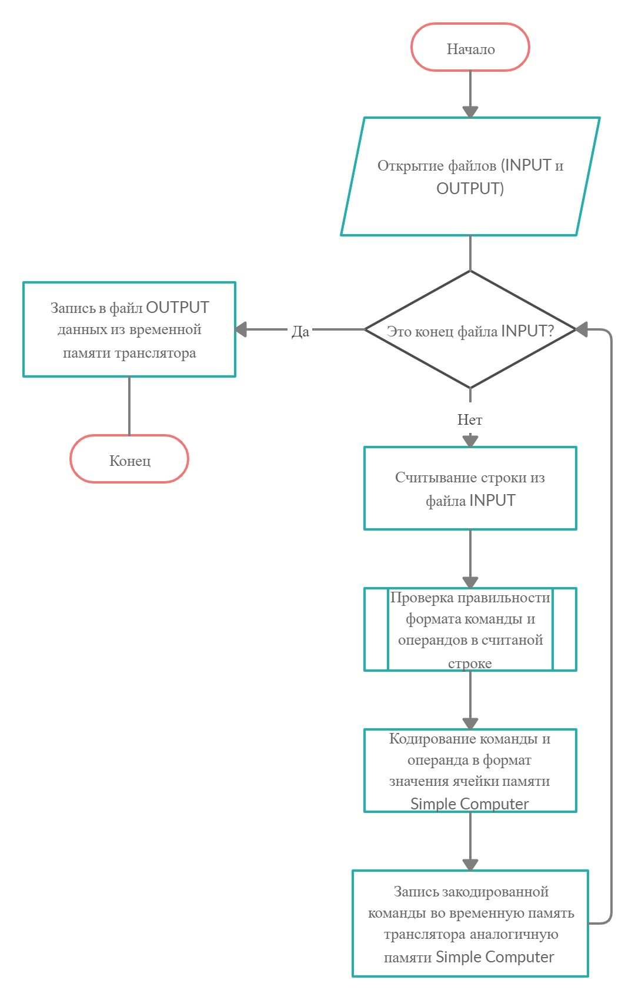 Начало
Открытие файлов (INPUT и
OUTPUT)
Это конец файла INPUT?
Да
Запись в файл OUTPUT
данных из временной
памяти транслятора
Конец
Нет
Считывание строки из
файла INPUT
Проверка правильности
формата команды и
операндов в считаной
строке
Кодирование команды и
операнда в формат
значения ячейки памяти
Simple Computer
Запись закодированной
команды во временную память
транслятора аналогичную
памяти Simple Computer